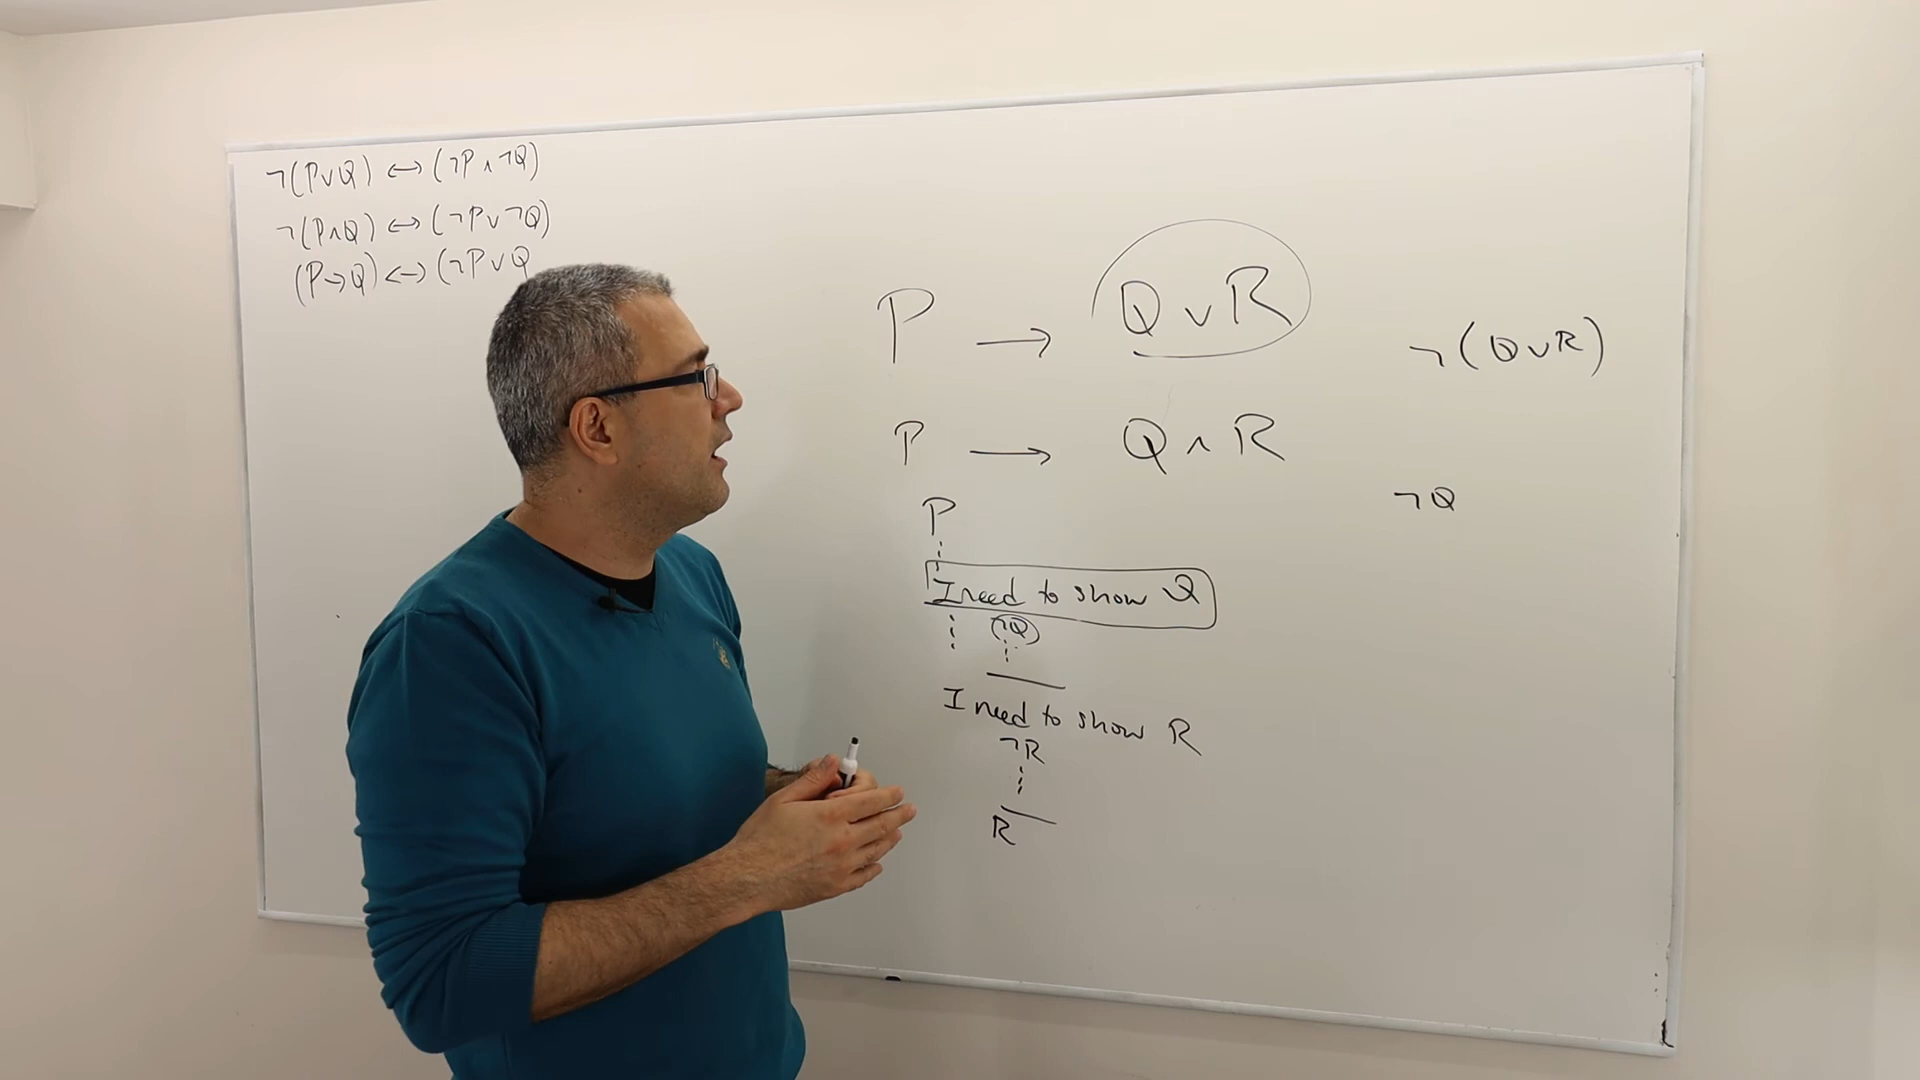 ¬(P∨Q) ↔ (¬P ∧ ¬Q)
¬(P∧Q) ↔ (¬P ∨ ¬Q)
(P→Q) ↔ (¬P ∨ Q
P → Q ∨ R
¬(Q∨R)
P → Q ∧ R
¬Q
P
I need to show Q
¬Q
I need to show R
¬R
R